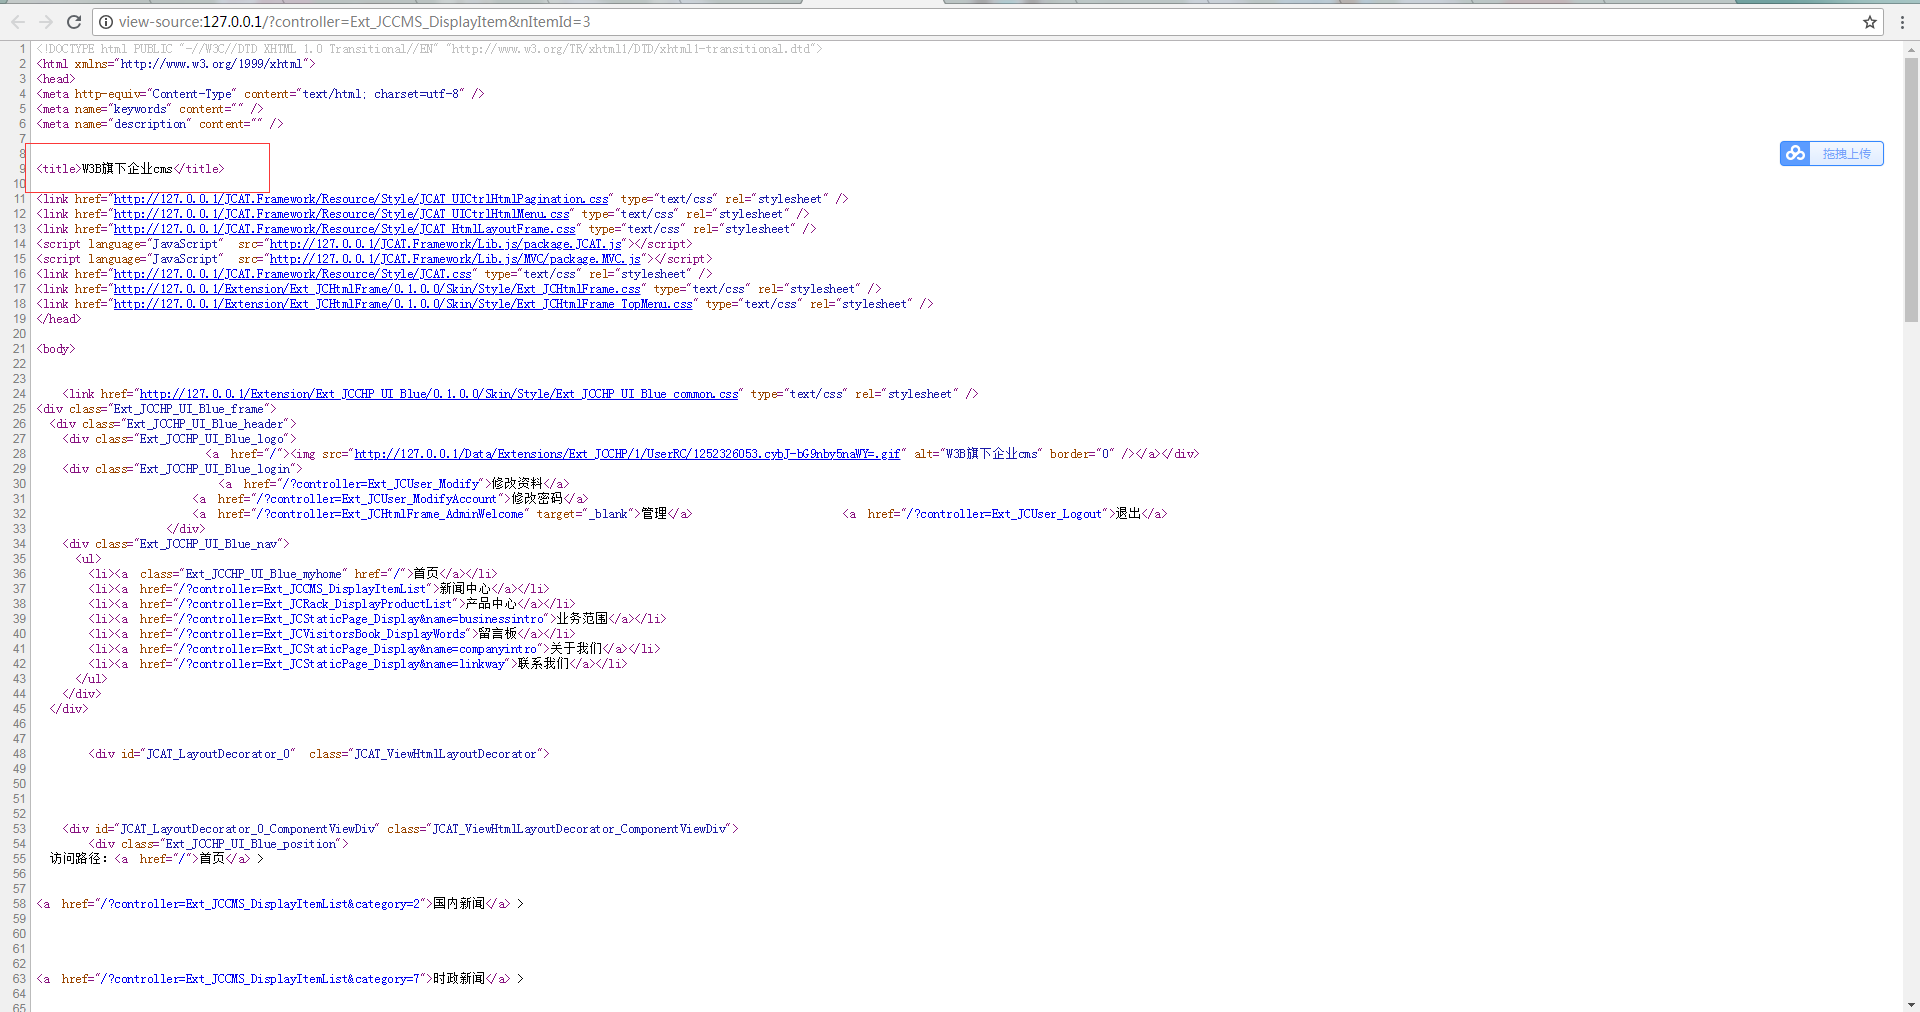 view-source:127.0.0.1/?controller=Ext_JCCMS_DisplayItem&nItemId=3
1 <!DOCTYPE html PUBLIC "-//W3C//DTD XHTML 1.0 Transitional//EN" "http://www.w3.org/TR/xhtml1/DTD/xhtml1-transitional.dtd">
2 <html xmlns="http://www.w3.org/1999/xhtml">
3 <head>
4 <meta http-equiv="Content-Type" content="text/html; charset=utf-8" />
5 <meta name="keywords" content="" />
6 <meta name="description" content="" />
7
8
拖拽上传
9 <title>W3B旗下企业cms</title>
10
11 <link href="http://127.0.0.1/JCAT.Framework/Resource/Style/JCAT_UICtrlHtmlPagination.css" type="text/css" rel="stylesheet" />
12 <link href="http://127.0.0.1/JCAT.Framework/Resource/Style/JCAT_UICtrlHtmlMenu.css" type="text/css" rel="stylesheet" />
13 <link href="http://127.0.0.1/JCAT.Framework/Resource/Style/JCAT_HtmlLayoutFrame.css" type="text/css" rel="stylesheet" />
14 <script language="JavaScript" src="http://127.0.0.1/JCAT.Framework/Lib.js/package.JCAT.js"></script>
15 <script language="JavaScript" src="http://127.0.0.1/JCAT.Framework/Lib.js/MVC/package.MVC.js"></script>
16 <link href="http://127.0.0.1/JCAT.Framework/Resource/Style/JCAT.css" type="text/css" rel="stylesheet" />
17 <link href="http://127.0.0.1/Extension/Ext_JCHtmlFrame/0.1.0.0/Skin/Style/Ext_JCHtmlFrame.css" type="text/css" rel="stylesheet" />
18 <link href="http://127.0.0.1/Extension/Ext_JCHtmlFrame/0.1.0.0/Skin/Style/Ext_JCHtmlFrame_TopMenu.css" type="text/css" rel="stylesheet" />
19 </head>
20
21 <body>
22
23
24 <link href="http://127.0.0.1/Extension/Ext_JCCHP_UI_Blue/0.1.0.0/Skin/Style/Ext_JCCHP_UI_Blue_common.css" type="text/css" rel="stylesheet" />
25 <div class="Ext_JCCHP_UI_Blue_frame">
26 <div class="Ext_JCCHP_UI_Blue_header">
27 <div class="Ext_JCCHP_UI_Blue_logo">
28 <a href="/"><img src="http://127.0.0.1/Data/Extensions/Ext_JCCHP/1/UserRC/1252326053.cybJ-bG9nby5naWY=.gif" alt="W3B旗下企业cms" border="0" /></a></div>
29 <div class="Ext_JCCHP_UI_Blue_login">
30 <a href="/?controller=Ext_JCUser_Modify">修改资料</a>
31 <a href="/?controller=Ext_JCUser_ModifyAccount">修改密码</a>
32 <a href="/?controller=Ext_JCHtmlFrame_AdminWelcome" target="_blank">管理</a> <a href="/?controller=Ext_JCUser_Logout">退出</a>
33 </div>
34 <div class="Ext_JCCHP_UI_Blue_nav">
35 <ul>
36 <li><a class="Ext_JCCHP_UI_Blue_myhome" href="/">首页</a></li>
37 <li><a href="/?controller=Ext_JCCMS_DisplayItemList">新闻中心</a></li>
38 <li><a href="/?controller=Ext_JCRack_DisplayProductList">产品中心</a></li>
39 <li><a href="/?controller=Ext_JCStaticPage_Display&name=businessintro">业务范围</a></li>
40 <li><a href="/?controller=Ext_JCVisitorsBook_DisplayWords">留言板</a></li>
41 <li><a href="/?controller=Ext_JCStaticPage_Display&name=companyintro">关于我们</a></li>
42 <li><a href="/?controller=Ext_JCStaticPage_Display&name=linkway">联系我们</a></li>
43 </ul>
44 </div>
45 </div>
46
47
48 <div id="JCAT_LayoutDecorator_0" class="JCAT_ViewHtmlLayoutDecorator">
49
50
51
52
53 <div id="JCAT_LayoutDecorator_0_ComponentViewDiv" class="JCAT_ViewHtmlLayoutDecorator_ComponentViewDiv">
54 <div class="Ext_JCCHP_UI_Blue_position">
55 访问路径: <a href="/">首页</a> >
56
57
58 <a href="/?controller=Ext_JCCMS_DisplayItemList&category=2">国内新闻</a> >
59
60
61
62
63 <a href="/?controller=Ext_JCCMS_DisplayItemList&category=7">时政新闻</a> >
64
65